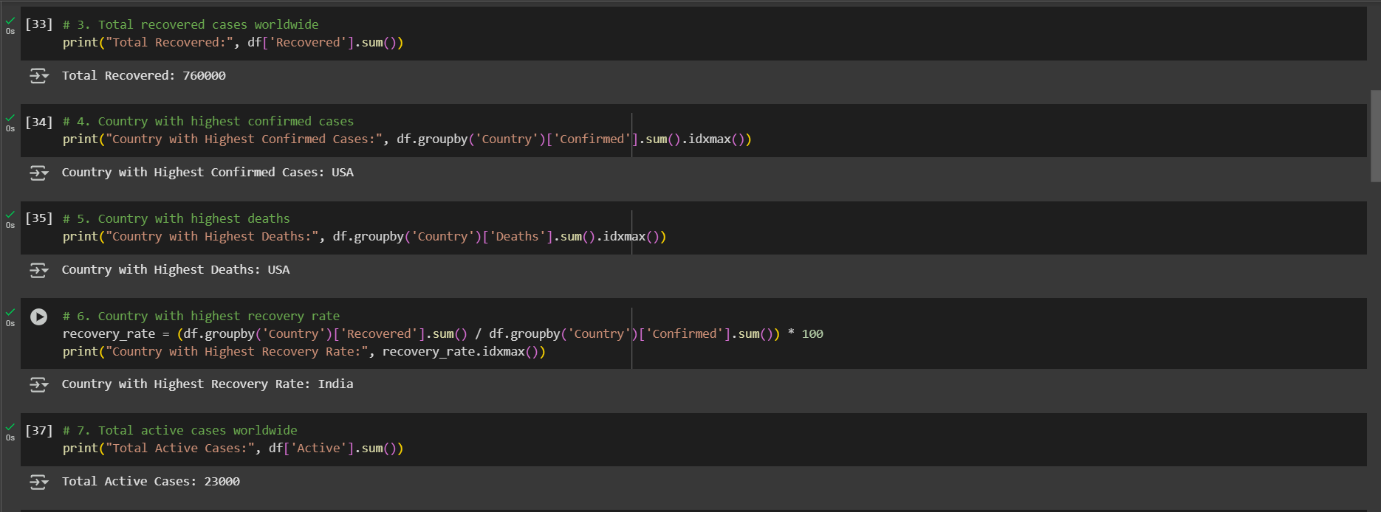 0s
[33] # 3. Total recovered cases worldwide
print("Total Recovered:", df['Recovered'].sum())
Total Recovered: 760000
0s
[34] # 4. Country with highest confirmed cases
print("Country with Highest Confirmed Cases:", df.groupby('Country')['Confirmed'].sum().idxmax())
Country with Highest Confirmed Cases: USA
0s
[35] # 5. Country with highest deaths
print("Country with Highest Deaths:", df.groupby('Country')['Deaths'].sum().idxmax())
Country with Highest Deaths: USA
0s
# 6. Country with highest recovery rate
recovery_rate = (df.groupby('Country')['Recovered'].sum() / df.groupby('Country')['Confirmed'].sum()) * 100
print("Country with Highest Recovery Rate:", recovery_rate.idxmax())
Country with Highest Recovery Rate: India
0s
[37] # 7. Total active cases worldwide
print("Total Active Cases:", df['Active'].sum())
Total Active Cases: 23000